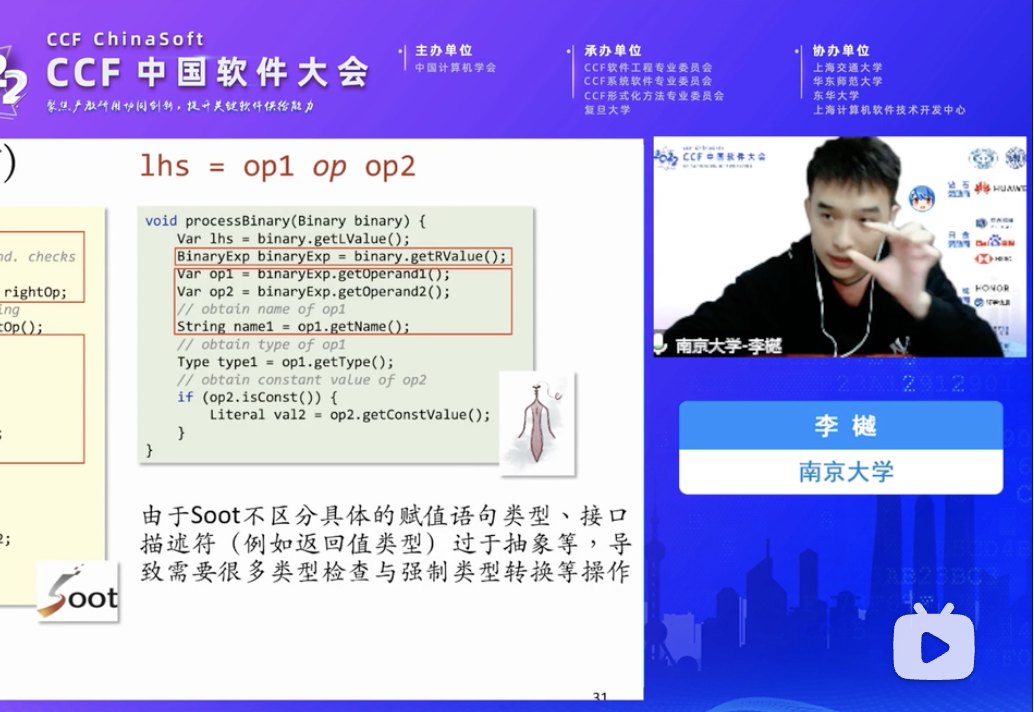 CCF ChinaSoft
CCF 中国软件大会
聚焦产教研用协同创新,提升关键软件供给能力
主办单位
中国计算机学会
承办单位
CCF软件工程专业委员会
CCF系统软件专业委员会
CCF形式化方法专业委员会
复旦大学
协办单位
上海交通大学
华东师范大学
东华大学
上海计算机软件技术开发中心
)
nd. checks
rightOp;
ing
tOp();
;
2;
Soot
lhs = op1 op op2
void processBinary(Binary binary) {
Var lhs = binary.getLValue();
BinaryExp binaryExp = binary.getRValue();
Var op1 = binaryExp.getOperand1();
Var op2 = binaryExp.getOperand2();
// obtain name of op1
String name1 = op1.getName();
// obtain type of op1
Type type1 = op1.getType();
// obtain constant value of op2
if (op2.isConst()) {
Literal val2 = op2.getConstValue();
}
}
由于Soot不区分具体的赋值语句类型、接口
描述符(例如返回值类型)过于抽象等,导
致需要很多类型检查与强制类型转换等操作
31
CCF 中国软件大会
HUAWEI
HONOR
南京大学-李樾
李 樾
南京大学